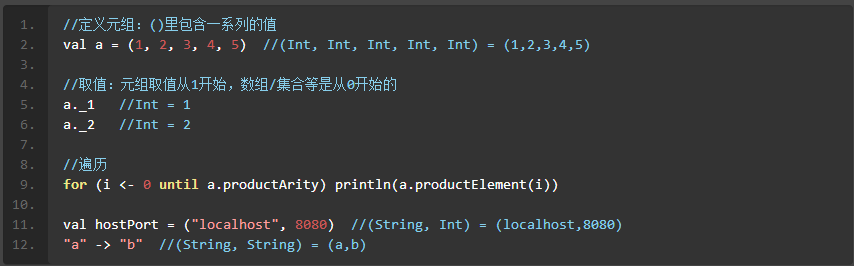 1. //定义元组：()里包含一系列的值
2. val a = (1, 2, 3, 4, 5)  //(Int, Int, Int, Int, Int) = (1,2,3,4,5)
3.
4. //取值：元组取值从1开始，数组/集合等是从0开始的
5. a._1   //Int = 1
6. a._2   //Int = 2
7.
8. //遍历
9. for (i <- 0 until a.productArity) println(a.productElement(i))
10.
11. val hostPort = ("localhost", 8080)  //(String, Int) = (localhost,8080)
12. "a" -> "b"  //(String, String) = (a,b)